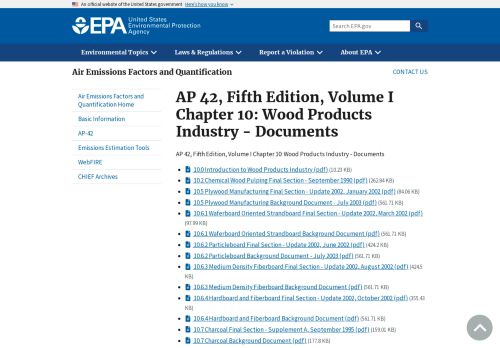 An official website of the United States government Here's how you know
EPA United States
Environmental Protection
Agency
Search EPA.gov
Environmental Topics Laws & Regulations Report a Violation About EPA
Air Emissions Factors and Quantification
CONTACT US
Air Emissions Factors and
Quantification Home
Basic Information
AP-42
Emissions Estimation Tools
WebFIRE
CHIEF Archives
AP 42, Fifth Edition, Volume I
Chapter 10: Wood Products
Industry - Documents
AP 42, Fifth Edition, Volume I Chapter 10: Wood Products Industry - Documents
10.0 Introduction to Wood Products Industry (pdf) (10.23 KB)
10.2 Chemical Wood Pulping Final Section - September 1990 (pdf) (262.84 KB)
10.5 Plywood Manufacturing Final Section - Update 2002, January 2002 (pdf) (84.06 KB)
10.5 Plywood Manufacturing Background Document - July 2003 (pdf) (561.71 KB)
10.6.1 Waferboard Oriented Strandboard Final Section - Update 2002, March 2002 (pdf)
(97.99 KB)
10.6.1 Waferboard Oriented Strandboard Background Document (pdf) (561.71 KB)
10.6.2 Particleboard Final Section - Update 2002, June 2002 (pdf) (424.2 KB)
10.6.2 Particleboard Background Document - July 2003 (pdf) (561.71 KB)
10.6.3 Medium Density Fiberboard Final Section - Update 2002, August 2002 (pdf) (424.5
KB)
10.6.3 Medium Density Fiberboard Background Document (pdf) (561.71 KB)
10.6.4 Hardboard and Fiberboard Final Section - Update 2002, October 2002 (pdf) (355.43
KB)
10.6.4 Hardboard and Fiberboard Background Document (pdf) (561.71 KB)
10.7 Charcoal Final Section - Supplement A, September 1995 (pdf) (159.01 KB)
10.7 Charcoal Background Document (pdf) (177.8 KB)